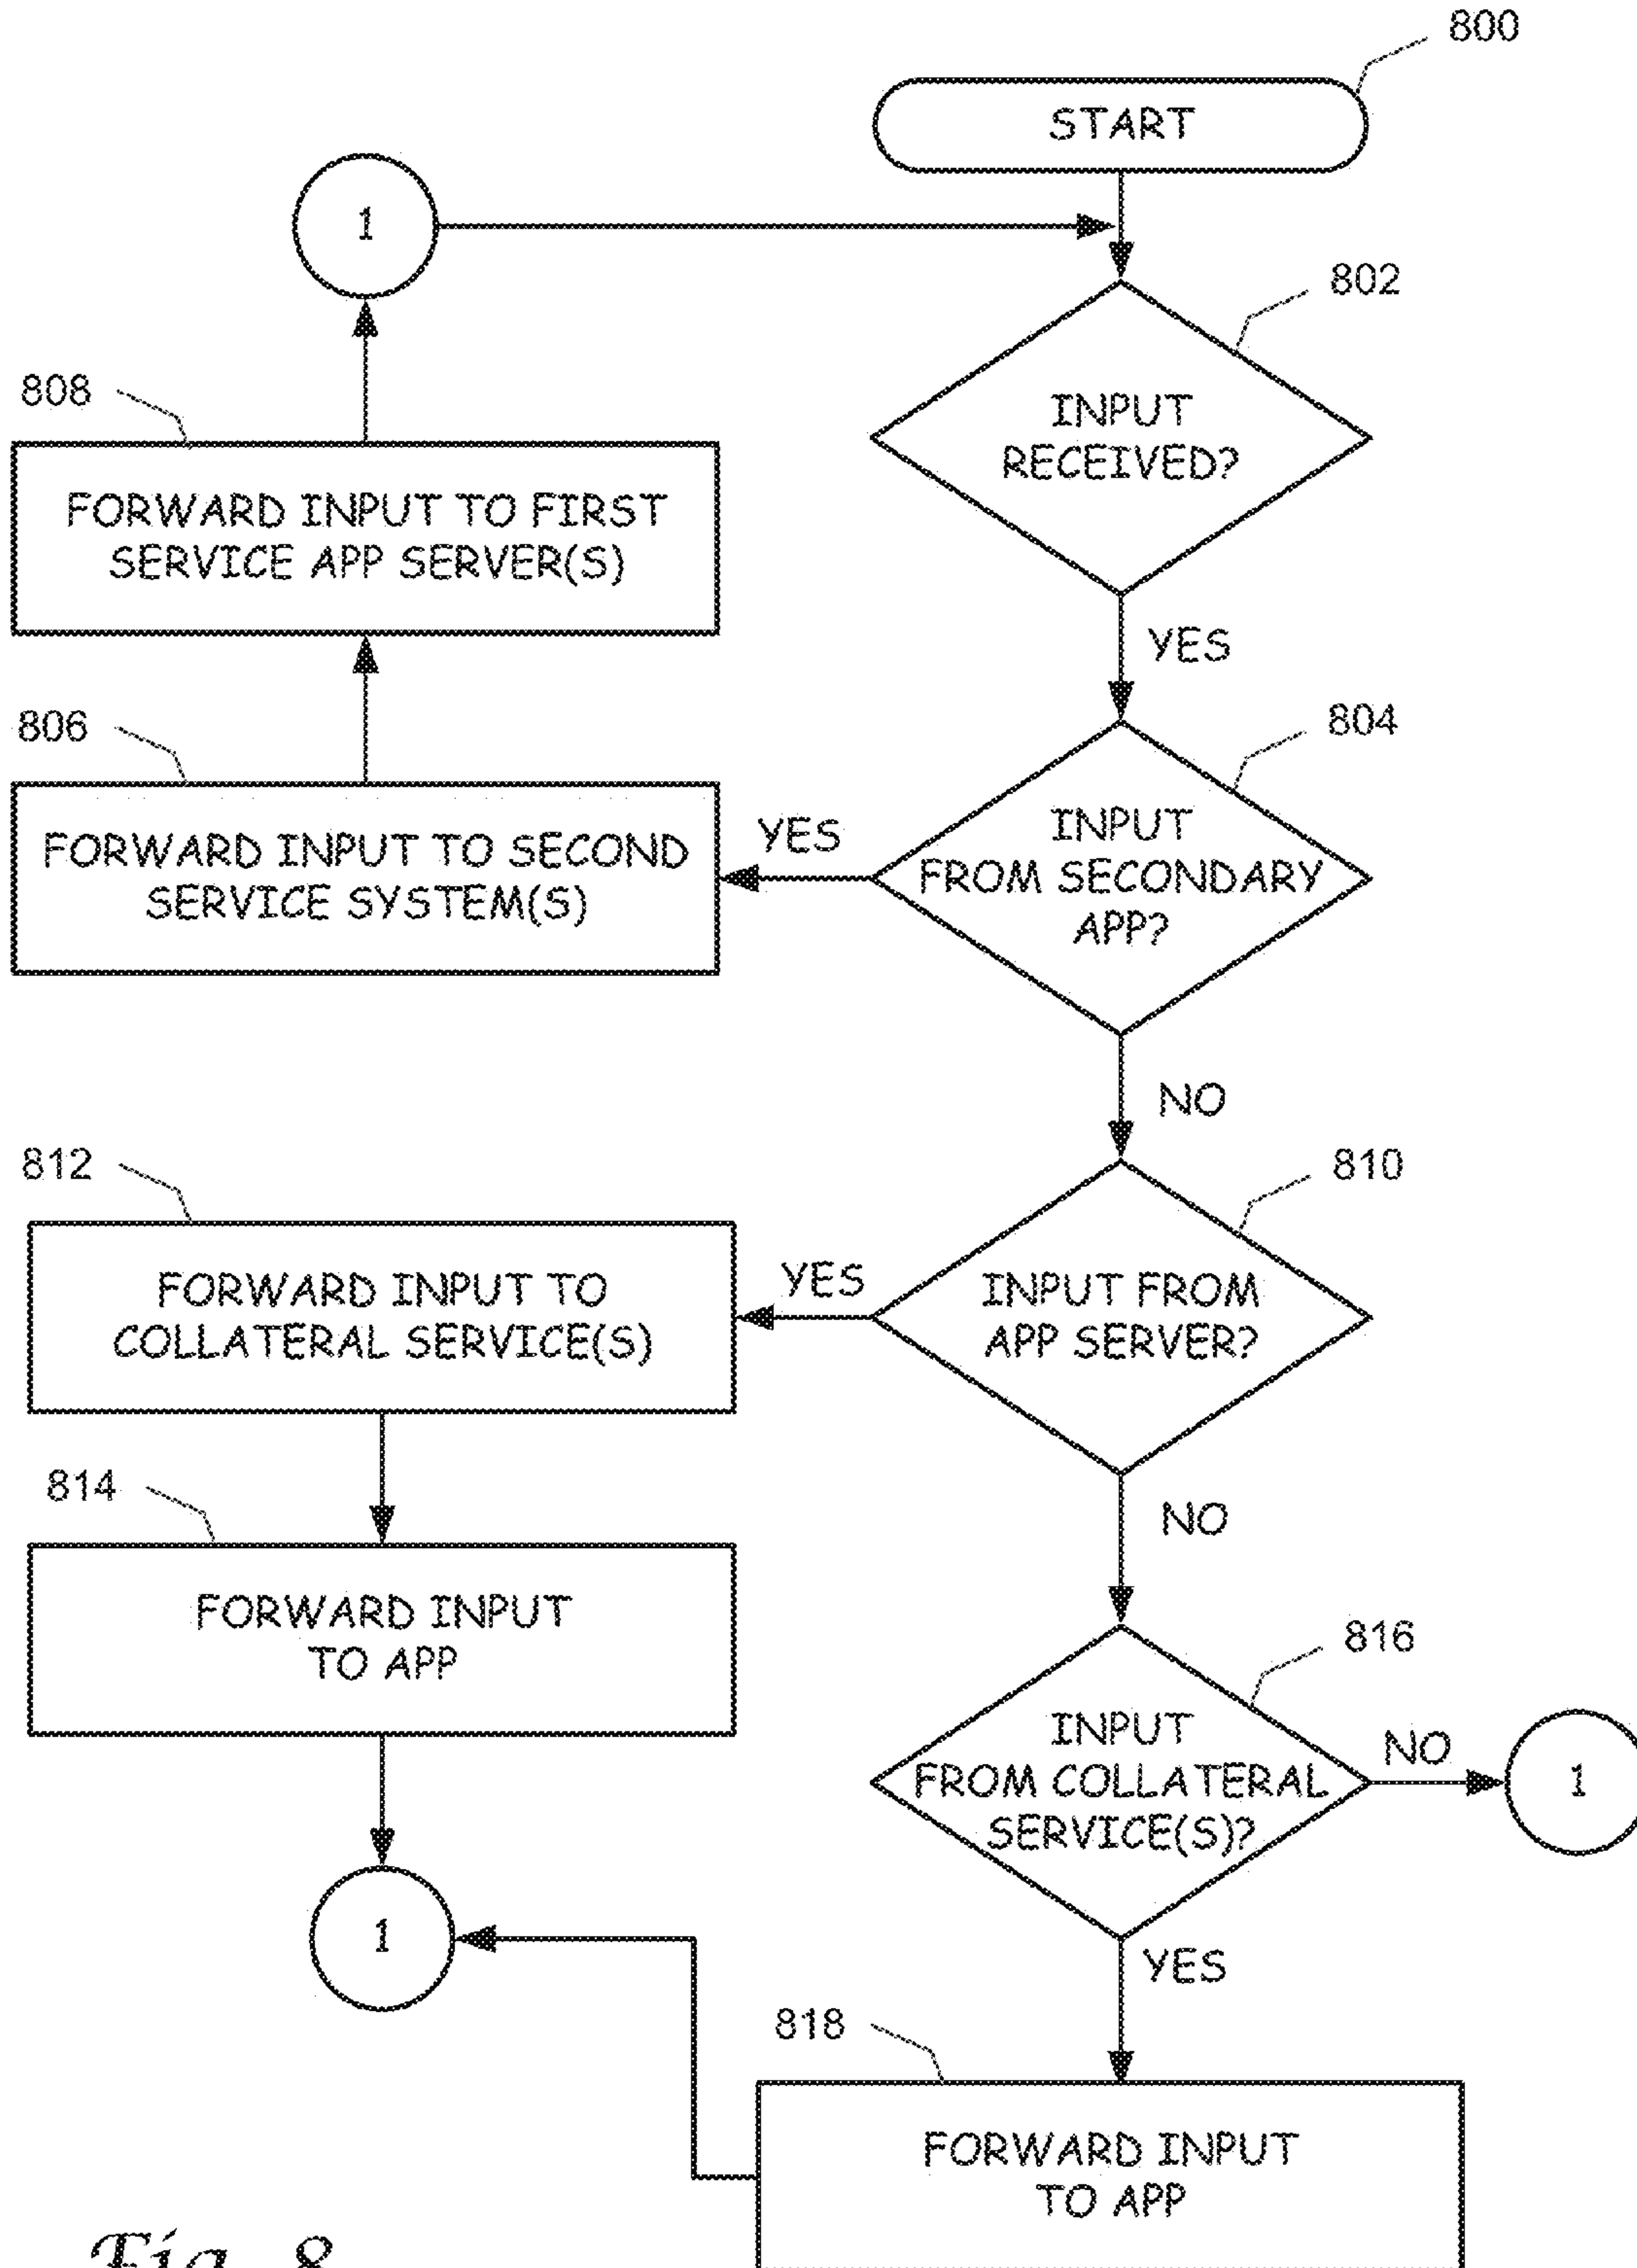 800
START
1
802
INPUT
RECEIVED?
808
FORWARD INPUT TO FIRST
SERVICE APP SERVER(S)
YES
806
FORWARD INPUT TO SECOND
SERVICE SYSTEM(S)
YES
804
INPUT
FROM SECONDARY
APP?
NO
812
FORWARD INPUT TO
COLLATERAL SERVICE(S)
YES
810
INPUT FROM
APP SERVER?
814
FORWARD INPUT
TO APP
NO
816
INPUT
FROM COLLATERAL
SERVICE(S)?
NO
1
1
YES
818
FORWARD INPUT
TO APP
Fig. 8